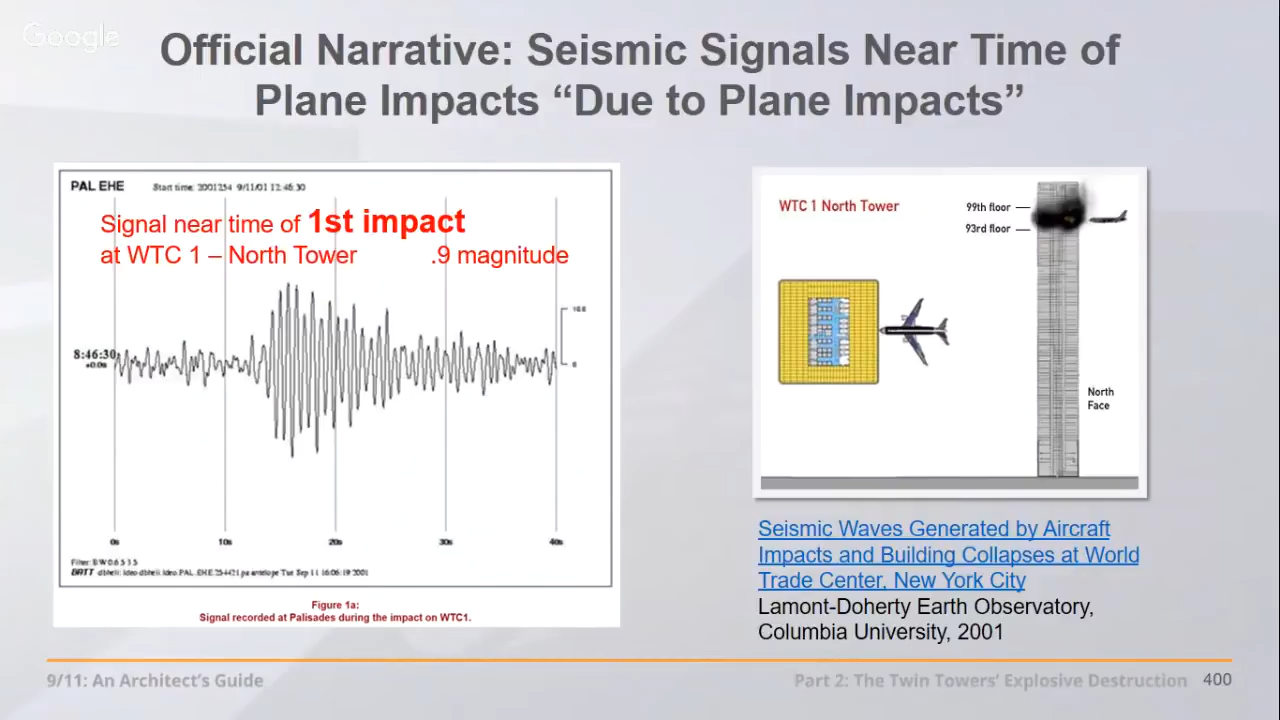 Google
Official Narrative: Seismic Signals Near Time of
Plane Impacts “Due to Plane Impacts”
PAL EHE Start time: 2001254 9/11/01 12:46:30
Signal near time of 1st impact
at WTC 1 – North Tower .9 magnitude
8:46:30
+0.0s
0
0s 10s 20s 30s 40s
Filter: BW 0.6 5 3.5
Figure 1a:
Signal recorded at Palisades during the impact on WTC1.
WTC 1 North Tower
99th floor
93rd floor
North
Face
Seismic Waves Generated by Aircraft
Impacts and Building Collapses at World
Trade Center, New York City
Lamont-Doherty Earth Observatory,
Columbia University, 2001
9/11: An Architect's Guide
Part 2: The Twin Towers' Explosive Destruction 400